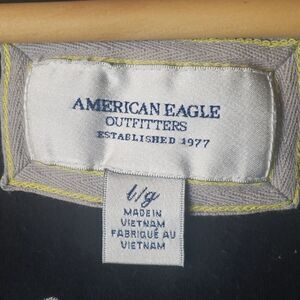 AMERICAN EAGLE
OUTFITTERS
ESTABLISHED 1977
l/g
MADE IN
VIETNAM
FABRIQUÉ AU
VIETNAM